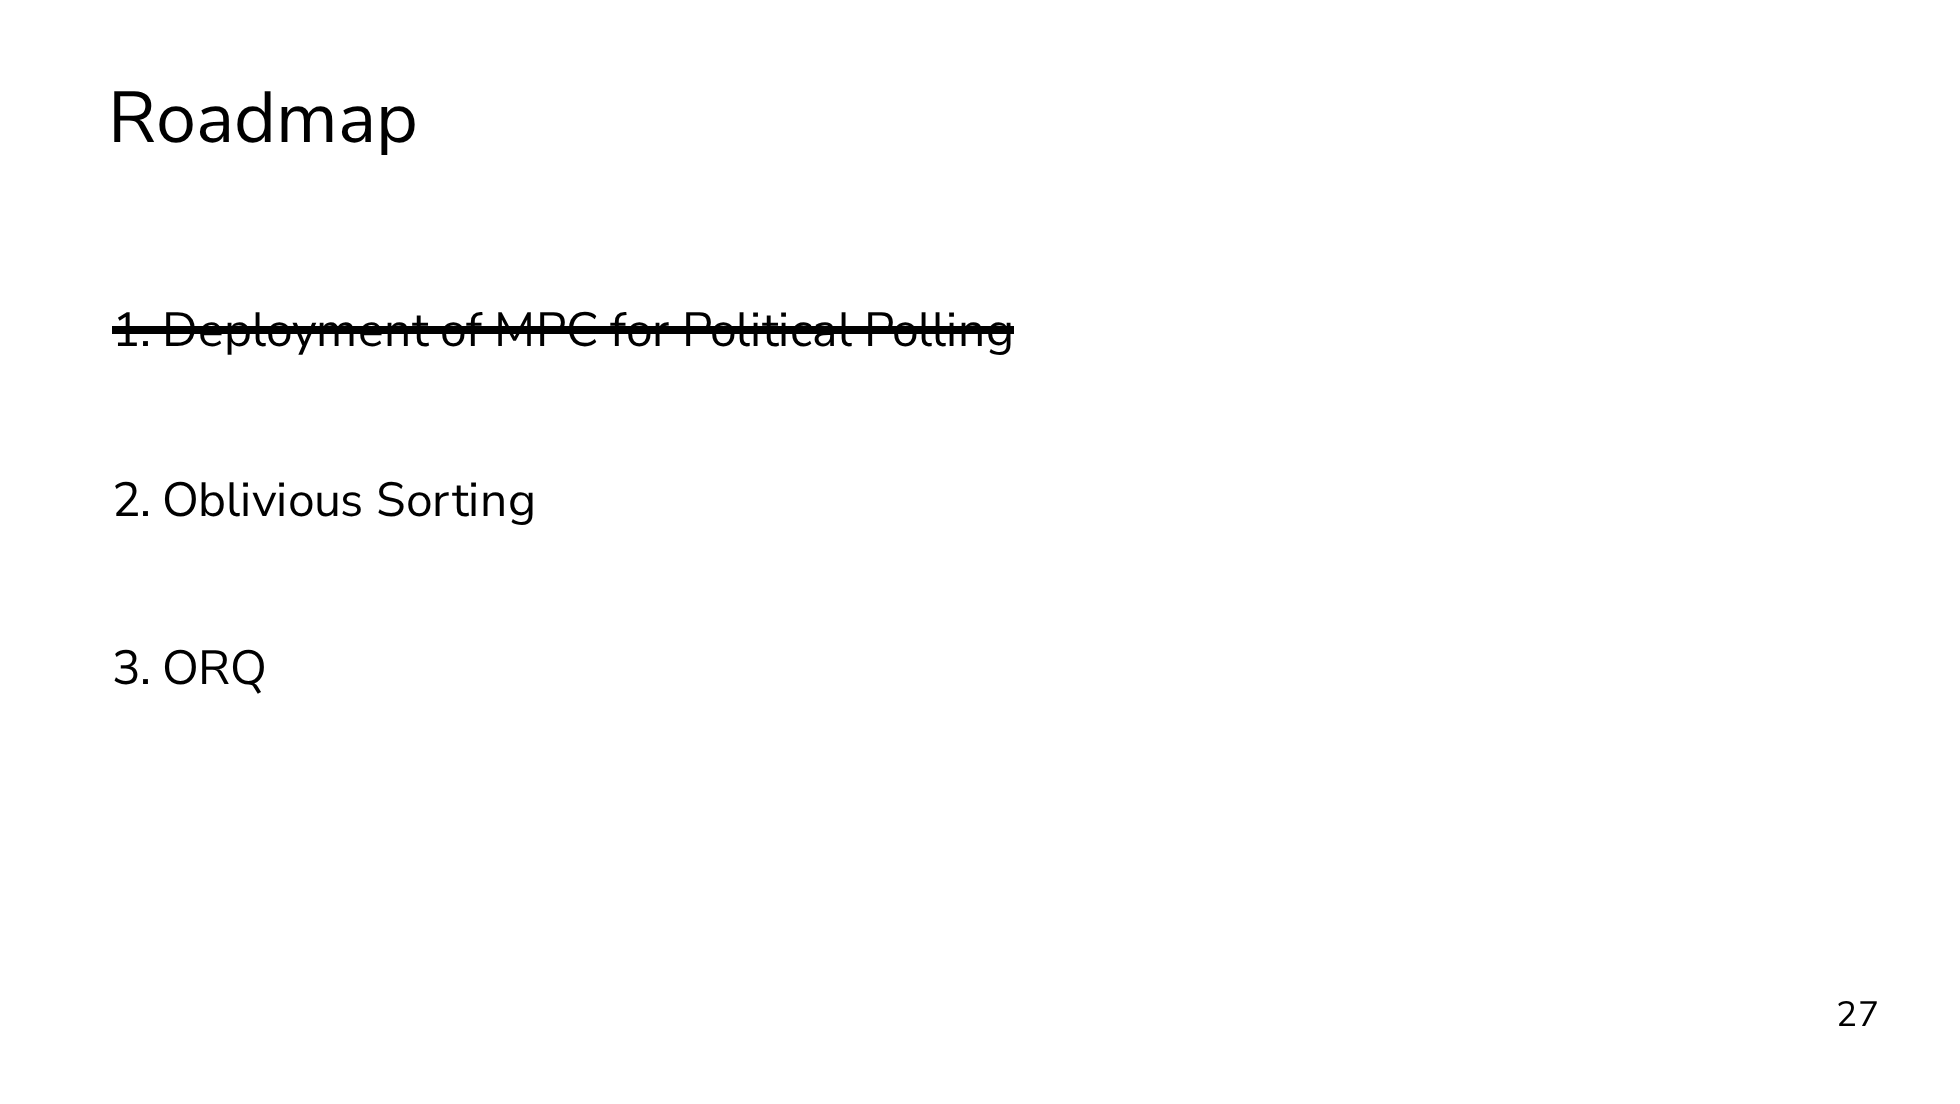 Roadmap
1. Deployment of MPC for Political Polling
2. Oblivious Sorting
3. ORQ
27